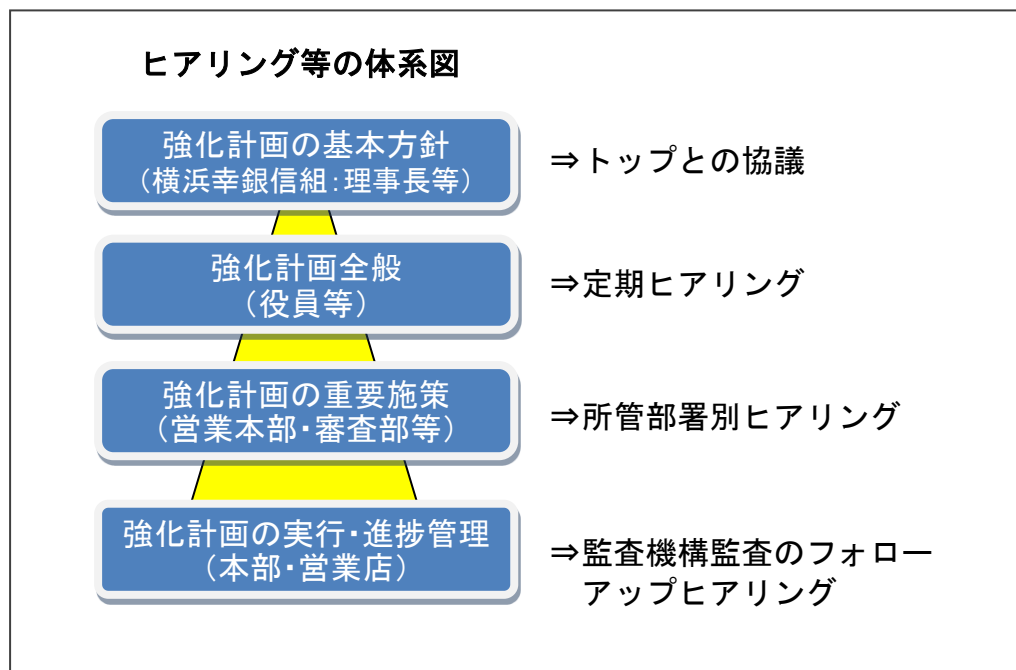 ヒアリング等の体系図
強化計画の基本方針
（横浜幸銀信組：理事長等）
⇒トップとの協議
強化計画全般
（役員等）
⇒定期ヒアリング
強化計画の重要施策
（営業本部・審査部等）
⇒所管部署別ヒアリング
強化計画の実行・進捗管理
（本部・営業店）
⇒監査機構監査のフォロー
アップヒアリング